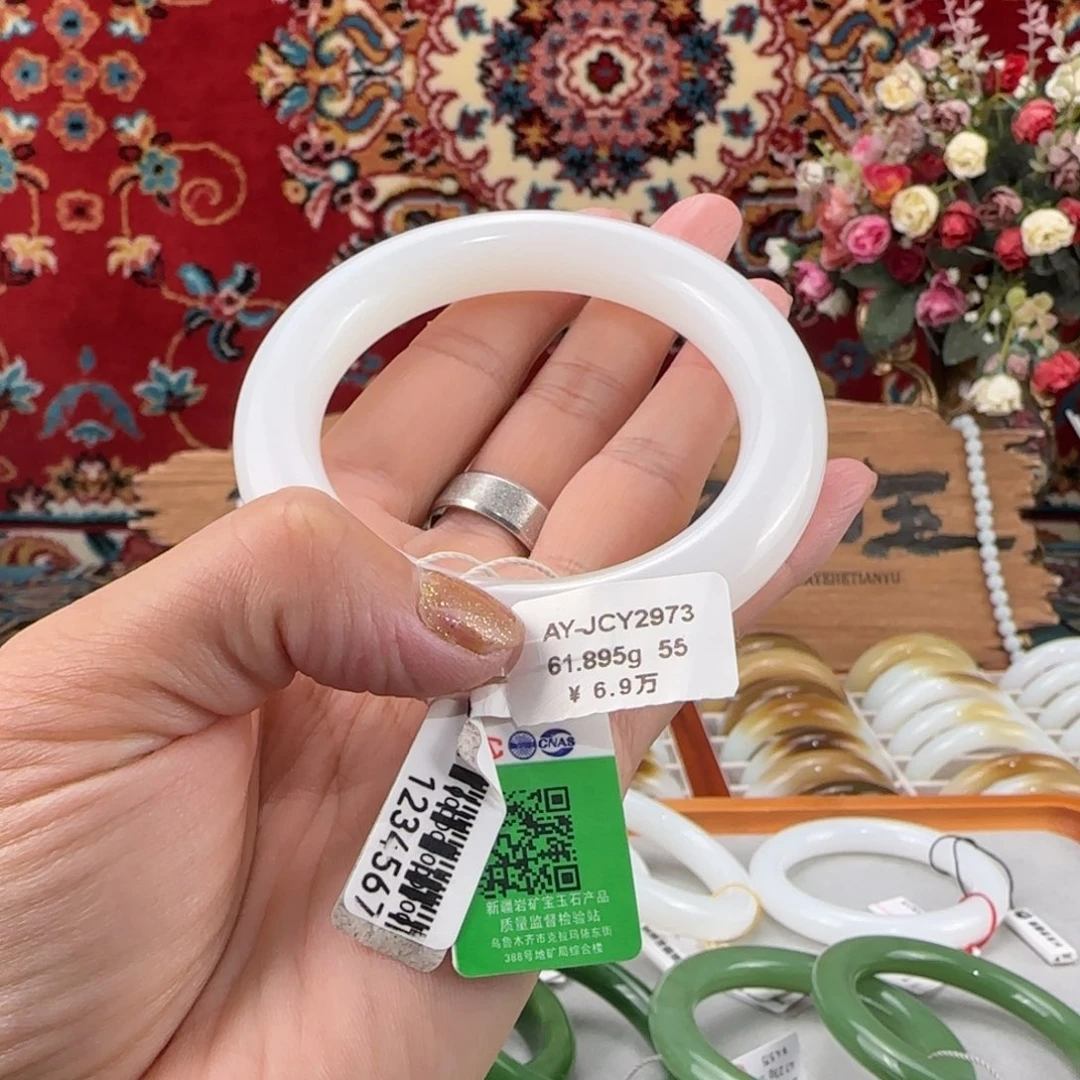 王
AYEHETIANYU
AY-JCY2973
61.895g 55
¥ 6.9万
C CNAS
1234567
新疆岩矿宝玉石产品
质量监督检验站
乌鲁木齐市克拉玛依东街
388号地矿局综合楼